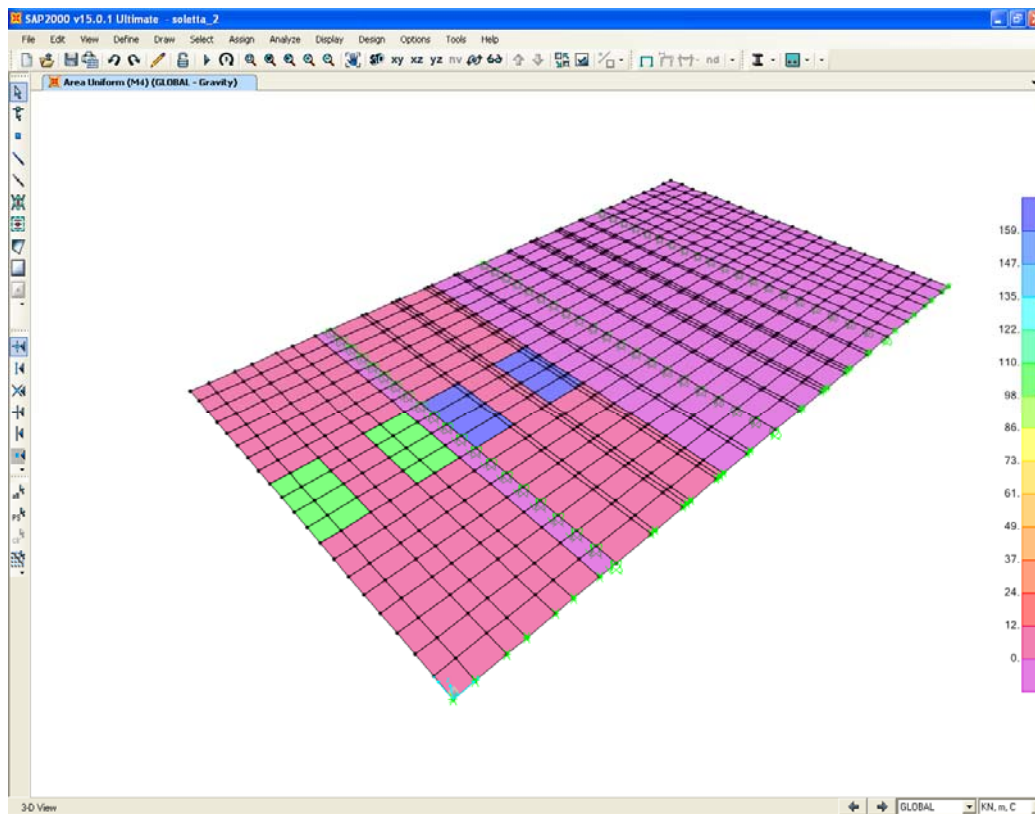 SAP2000 v15.0.1 Ultimate - soletta_2
File Edit View Define Draw Select Assign Analyze Display Design Options Tools Help
xy xz yz nv nd
Area Uniform (M4) (GLOBAL - Gravity)
159.
147.
135.
122.
110.
98.
86.
73.
61.
49.
37.
24.
12.
0.
3-D View
GLOBAL
KN, m, C